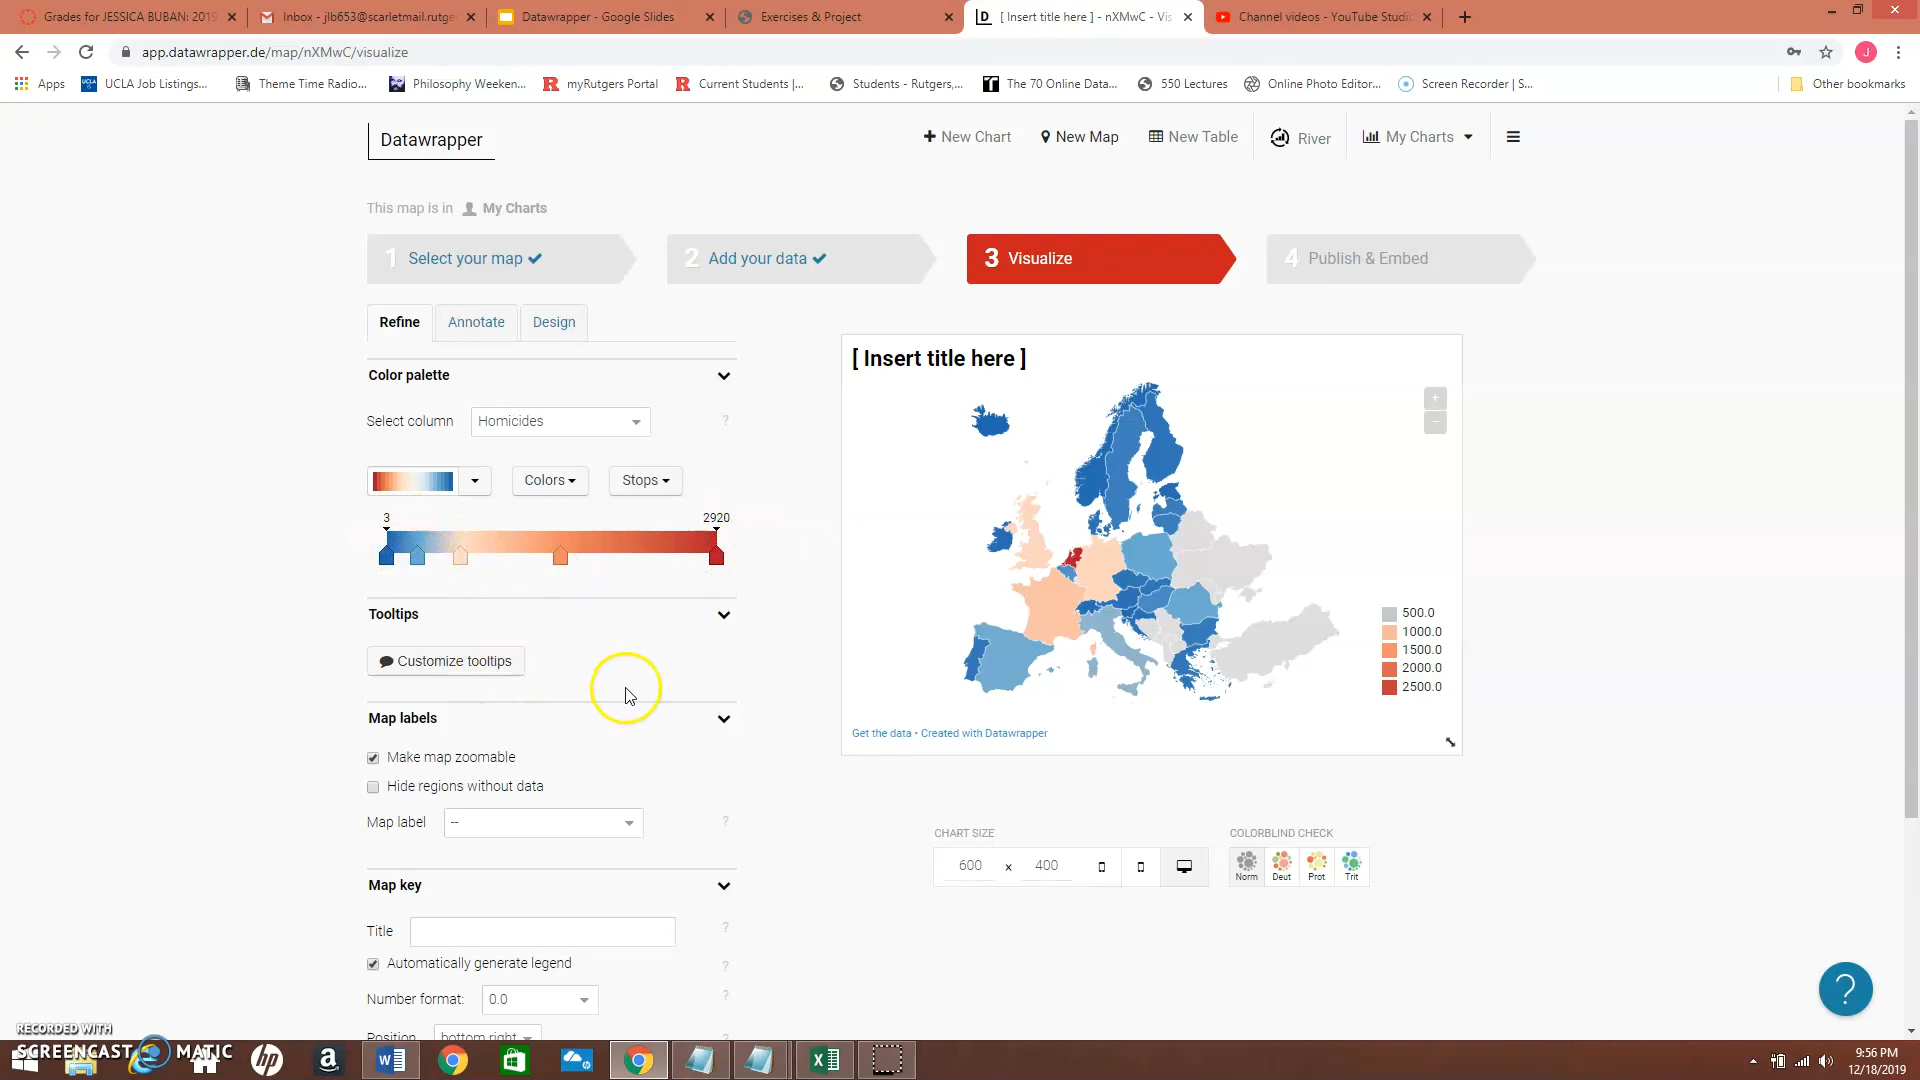 Grades for JESSICA BUBAN: 2019
Inbox - jlb653@scarletmail.rutge
Datawrapper - Google Slides
Exercises & Project
[ Insert title here ] - nXMwC - Vis
Channel videos - YouTube Studio
app.datawrapper.de/map/nXMwC/visualize
J
Apps
UCLA Job Listings...
Theme Time Radio...
Philosophy Weeken...
myRutgers Portal
Current Students |...
Students - Rutgers,...
The 70 Online Data...
550 Lectures
Online Photo Editor...
Screen Recorder | S...
Other bookmarks
Datawrapper
New Chart
New Map
New Table
River
My Charts
This map is in My Charts
1 Select your map
2 Add your data
3 Visualize
4 Publish & Embed
Refine
Annotate
Design
Color palette
Select column
Homicides
?
Colors
Stops
3
2920
Tooltips
Customize tooltips
Map labels
Make map zoomable
Hide regions without data
Map label
--
?
Map key
Title
?
Automatically generate legend
?
Number format:
0.0
?
Position
bottom right
[ Insert title here ]
+
−
500.0
1000.0
1500.0
2000.0
2500.0
Get the data • Created with Datawrapper
CHART SIZE
600 x 400
COLORBLIND CHECK
Norm
Deut
Prot
Trit
?
RECORDED WITH
SCREENCAST MATIC
9:56 PM
12/18/2019